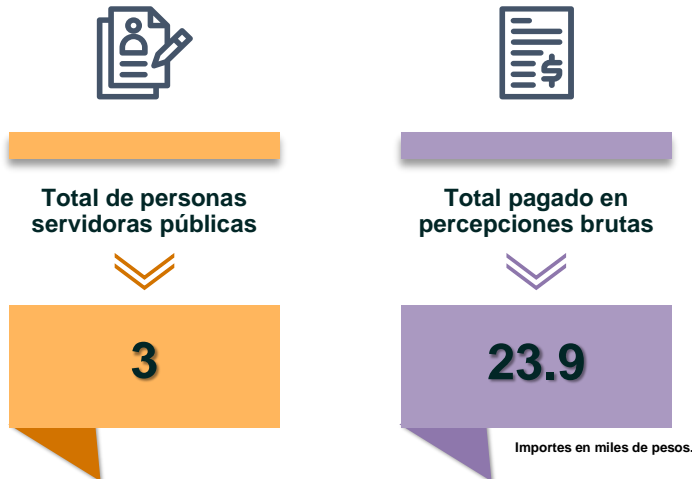 Total de personas
servidoras públicas
3
Total pagado en
percepciones brutas
23.9
Importes en miles de pesos.